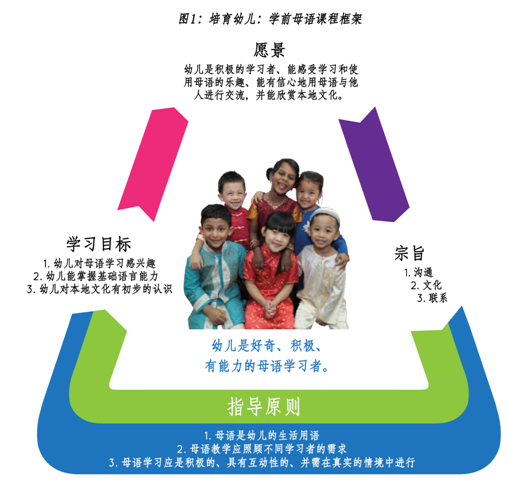 图1：培育幼儿：学前母语课程框架
愿景
幼儿是积极的学习者、能感受学习和使
用母语的乐趣、能有信心地用母语与他
人进行交流，并能欣赏本地文化。
学习目标
1. 幼儿对母语学习感兴趣
2. 幼儿能掌握基础语言能力
3. 幼儿对本地文化有初步的认识
宗旨
1. 沟通
2. 文化
3. 联系
幼儿是好奇、积极、
有能力的母语学习者。
指导原则
1. 母语是幼儿的生活用语
2. 母语教学应照顾不同学习者的需求
3. 母语学习应是积极的、具有互动性的、并需在真实的情境中进行